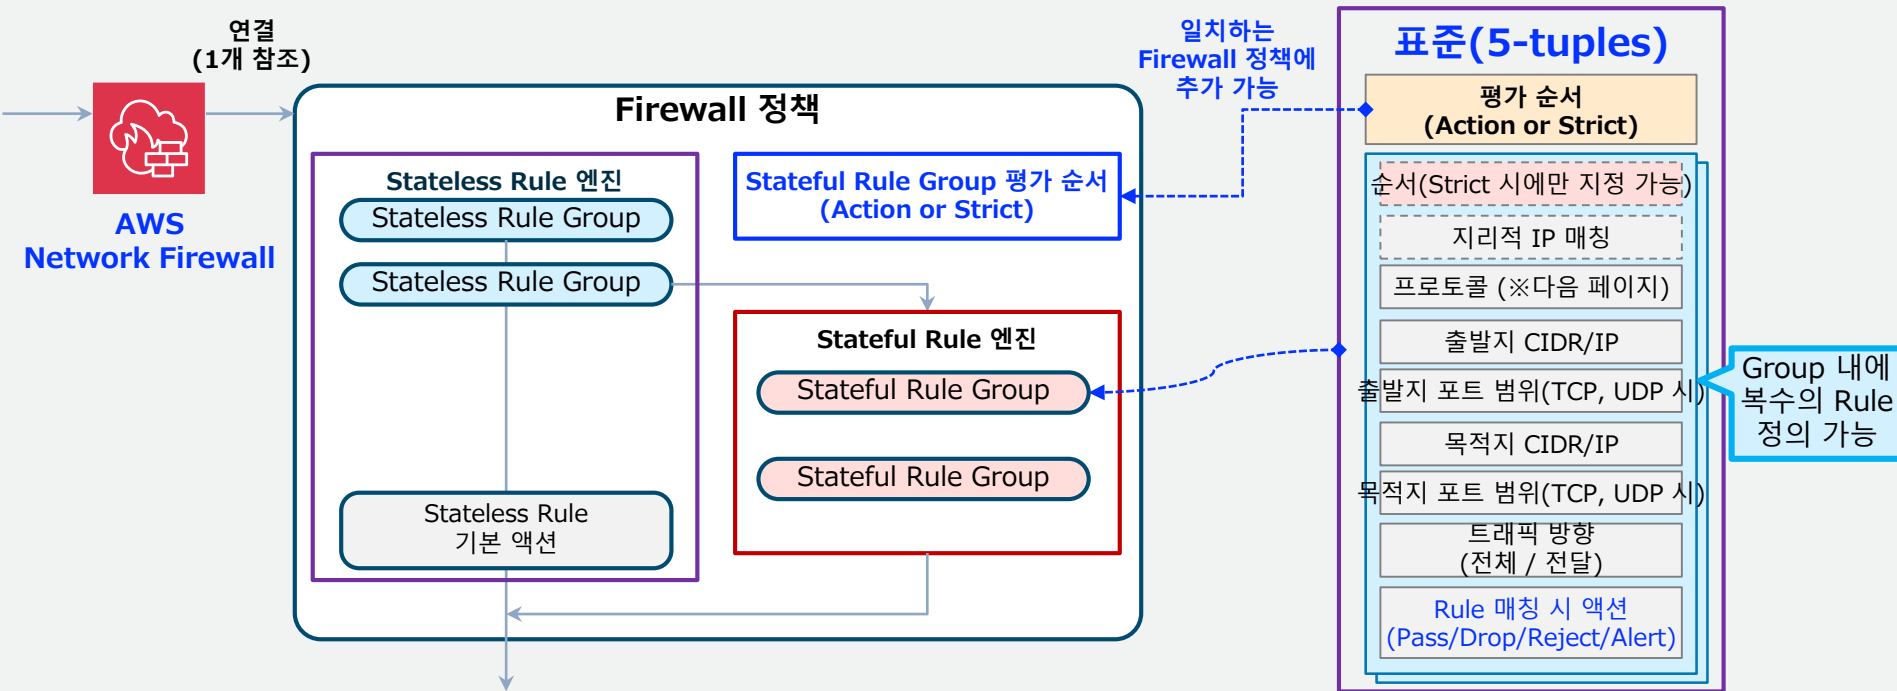 연결
(1개 참조)
AWS
Network Firewall
Firewall 정책
Stateless Rule 엔진
Stateless Rule Group
Stateless Rule Group
Stateless Rule
기본 액션
Stateful Rule Group 평가 순서
(Action or Strict)
Stateful Rule 엔진
Stateful Rule Group
Stateful Rule Group
일치하는
Firewall 정책에
추가 가능
표준(5-tuples)
평가 순서
(Action or Strict)
순서(Strict 시에만 지정 가능)
지리적 IP 매칭
프로토콜 (※다음 페이지)
출발지 CIDR/IP
출발지 포트 범위(TCP, UDP 시)
목적지 CIDR/IP
목적지 포트 범위(TCP, UDP 시)
트래픽 방향
(전체 / 전달)
Rule 매칭 시 액션
(Pass/Drop/Reject/Alert)
Group 내에
복수의 Rule
정의 가능